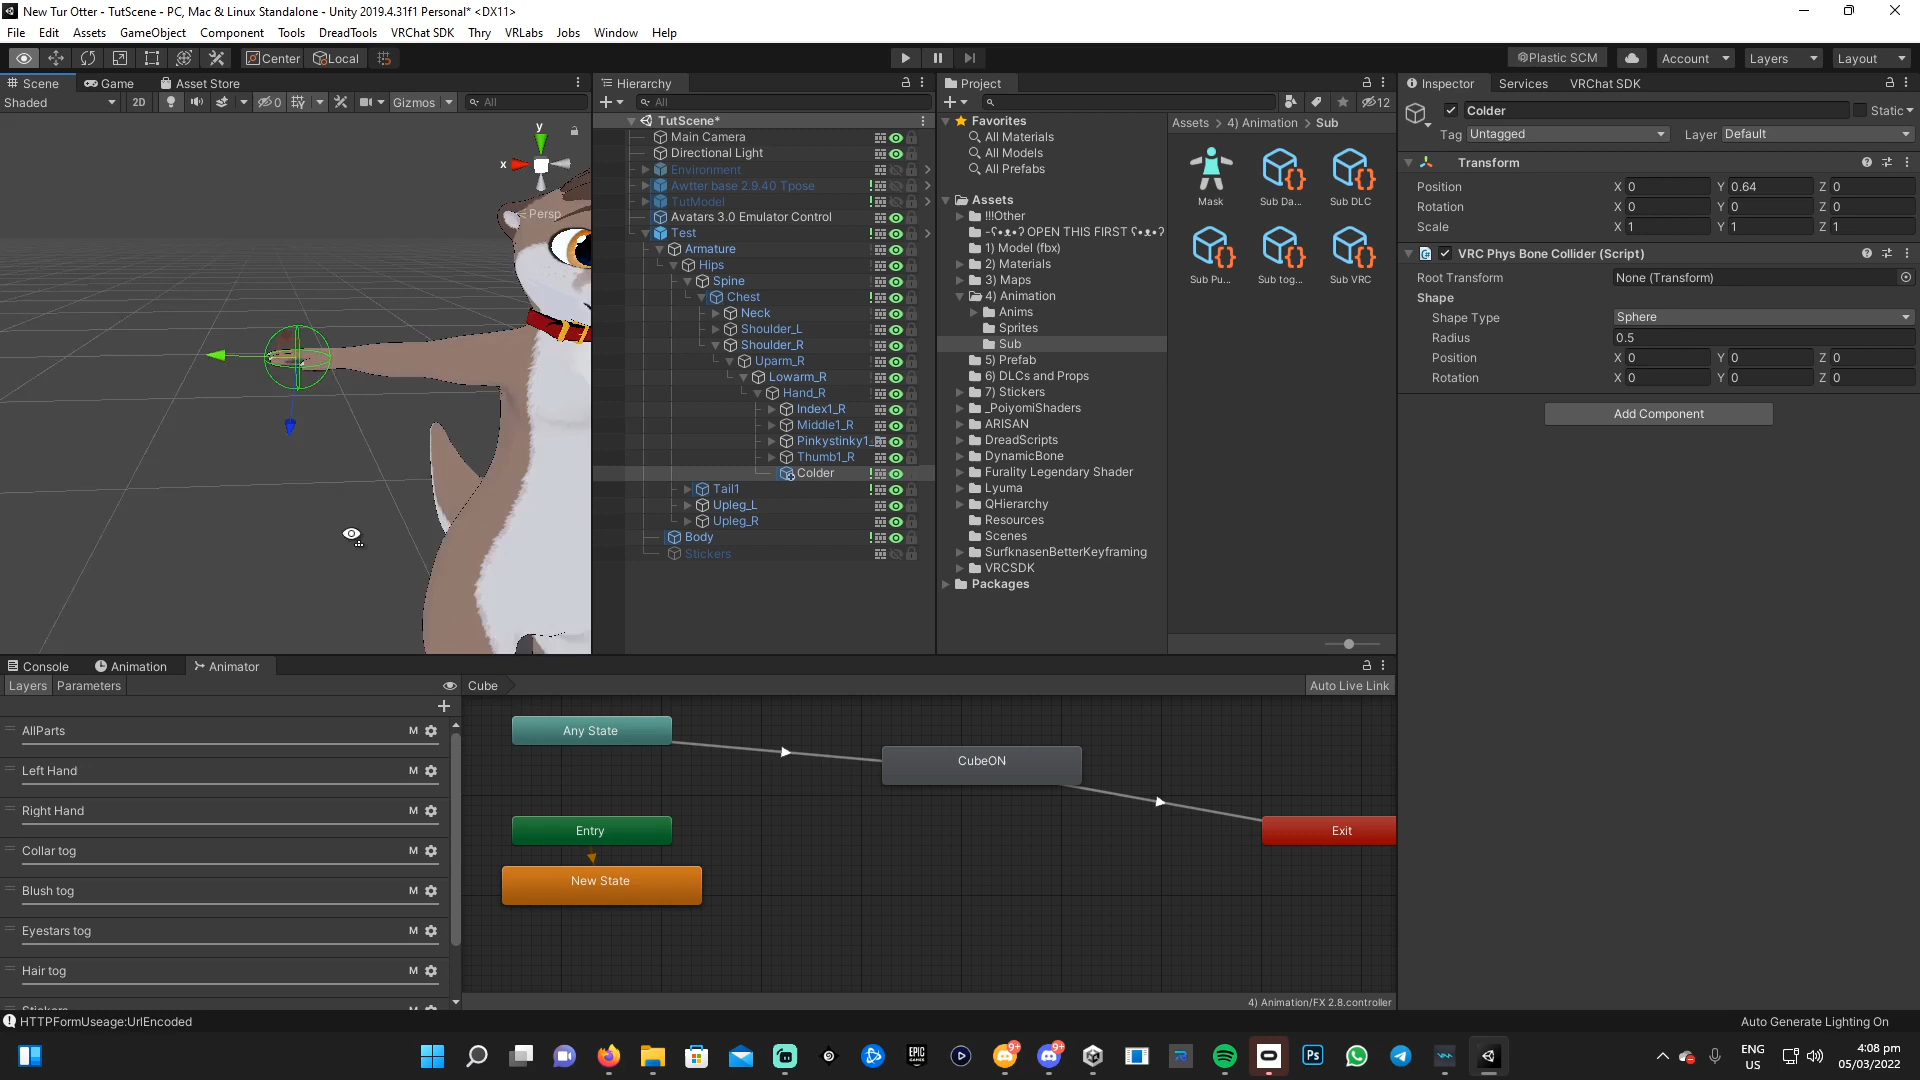 New Tur Otter - TutScene - PC, Mac & Linux Standalone - Unity 2019.4.31f1 Personal* <DX11>
File Edit Assets GameObject Component Tools DreadTools VRChat SDK Thry VRLabs Jobs Window Help
Center Local Plastic SCM Account Layers Layout
Scene Game Asset Store
Shaded 2D 0 Gizmos All
y
x
Persp
Hierarchy
All
TutScene*
Main Camera
Directional Light
Environment
Awtter base 2.9.40 Tpose
TutModel
Avatars 3.0 Emulator Control
Test
Armature
Hips
Spine
Chest
Neck
Shoulder_L
Shoulder_R
Uparm_R
Lowarm_R
Hand_R
Index1_R
Middle1_R
Pinkystinky1_R
Thumb1_R
Colder
Tail1
Upleg_L
Upleg_R
Body
Stickers
Project
12
Favorites
All Materials
All Models
All Prefabs
Assets
!!!Other
-ʕ•ᴥ•ʔ OPEN THIS FIRST ʕ•ᴥ•ʔ
1) Model (fbx)
2) Materials
3) Maps
4) Animation
Anims
Sprites
Sub
5) Prefab
6) DLCs and Props
7) Stickers
_PoiyomiShaders
ARISAN
DreadScripts
DynamicBone
Furality Legendary Shader
Lyuma
QHierarchy
Resources
Scenes
SurfknasenBetterKeyframing
VRCSDK
Packages
Assets > 4) Animation > Sub
Mask Sub Da... Sub DLC
Sub Pu... Sub tog... Sub VRC
Inspector Services VRChat SDK
Colder Static
Tag Untagged Layer Default
Transform
Position X 0 Y 0.64 Z 0
Rotation X 0 Y 0 Z 0
Scale X 1 Y 1 Z 1
VRC Phys Bone Collider (Script)
Root Transform None (Transform)
Shape
Shape Type Sphere
Radius 0.5
Position X 0 Y 0 Z 0
Rotation X 0 Y 0 Z 0
Add Component
Console Animation Animator
Layers Parameters Cube Auto Live Link
AllParts M
Left Hand M
Right Hand M
Collar tog M
Blush tog M
Eyestars tog M
Hair tog M
Any State
CubeON
Entry
Exit
New State
4) Animation/FX 2.8.controller
HTTPFormUseage:UrlEncoded
Auto Generate Lighting On
EPIC GAMES
9+
9+
Ps
ENG
US
4:08 pm
05/03/2022